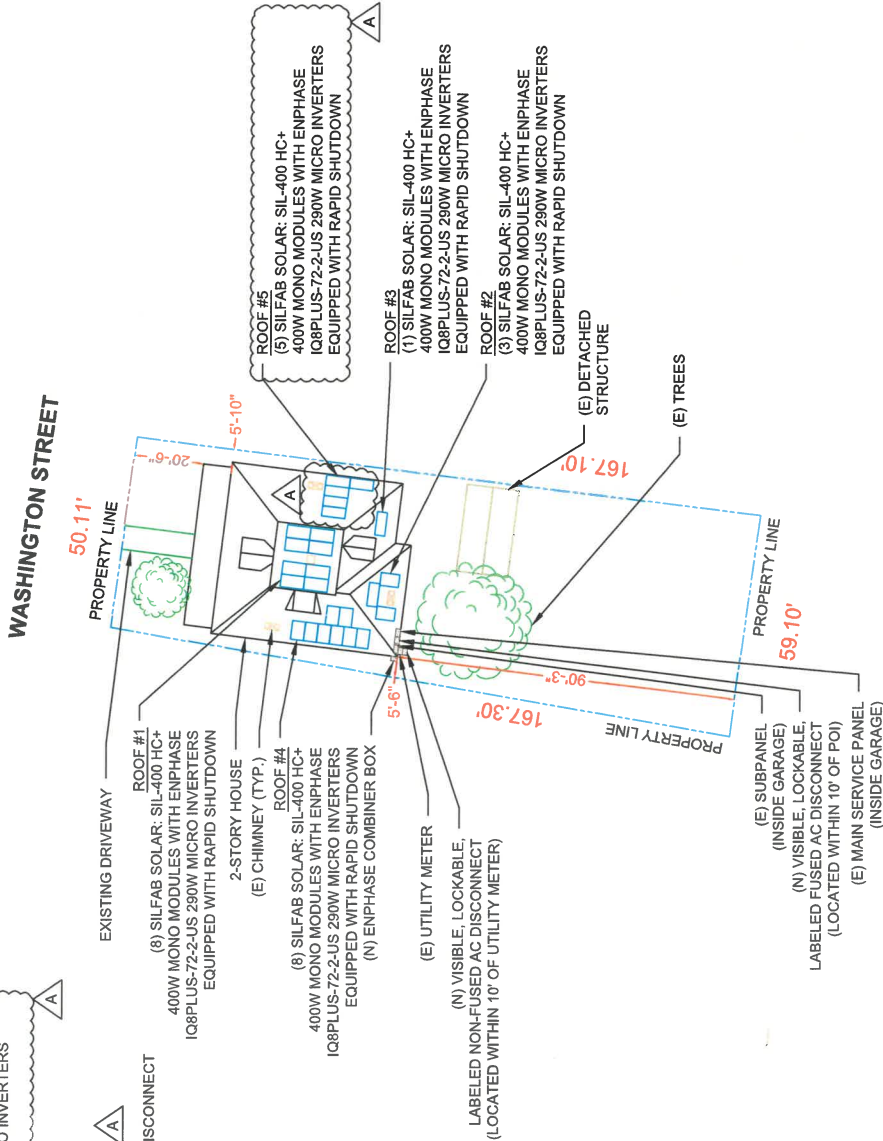 O INVERTERS
A
A
ISCONNECT
WASHINGTON STREET
50.11'
PROPERTY LINE
20'-6"
5'-10"
A
A
ROOF #5
(5) SILFAB SOLAR: SIL-400 HC+
400W MONO MODULES WITH ENPHASE
IQ8PLUS-72-2-US 290W MICRO INVERTERS
EQUIPPED WITH RAPID SHUTDOWN
ROOF #3
(1) SILFAB SOLAR: SIL-400 HC+
400W MONO MODULES WITH ENPHASE
IQ8PLUS-72-2-US 290W MICRO INVERTERS
EQUIPPED WITH RAPID SHUTDOWN
ROOF #2
(3) SILFAB SOLAR: SIL-400 HC+
400W MONO MODULES WITH ENPHASE
IQ8PLUS-72-2-US 290W MICRO INVERTERS
EQUIPPED WITH RAPID SHUTDOWN
(E) DETACHED
STRUCTURE
167.10'
(E) TREES
EXISTING DRIVEWAY
ROOF #1
(8) SILFAB SOLAR: SIL-400 HC+
400W MONO MODULES WITH ENPHASE
IQ8PLUS-72-2-US 290W MICRO INVERTERS
EQUIPPED WITH RAPID SHUTDOWN
2-STORY HOUSE
(E) CHIMNEY (TYP.)
ROOF #4
(8) SILFAB SOLAR: SIL-400 HC+
400W MONO MODULES WITH ENPHASE
IQ8PLUS-72-2-US 290W MICRO INVERTERS
EQUIPPED WITH RAPID SHUTDOWN
(N) ENPHASE COMBINER BOX
5'-6"
90'-3"
167.30'
PROPERTY LINE
PROPERTY LINE
59.10'
(E) UTILITY METER
(N) VISIBLE, LOCKABLE,
LABELED NON-FUSED AC DISCONNECT
(LOCATED WITHIN 10' OF UTILITY METER)
(E) SUBPANEL
(INSIDE GARAGE)
(N) VISIBLE, LOCKABLE,
LABELED FUSED AC DISCONNECT
(LOCATED WITHIN 10' OF POI)
(E) MAIN SERVICE PANEL
(INSIDE GARAGE)